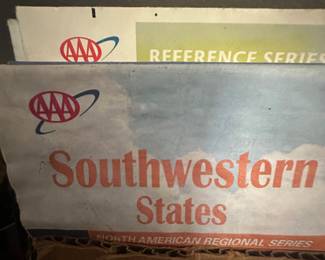 AAA
REFERENCE SERIES
AAA
Southwestern
States
NORTH AMERICAN REGIONAL SERIES